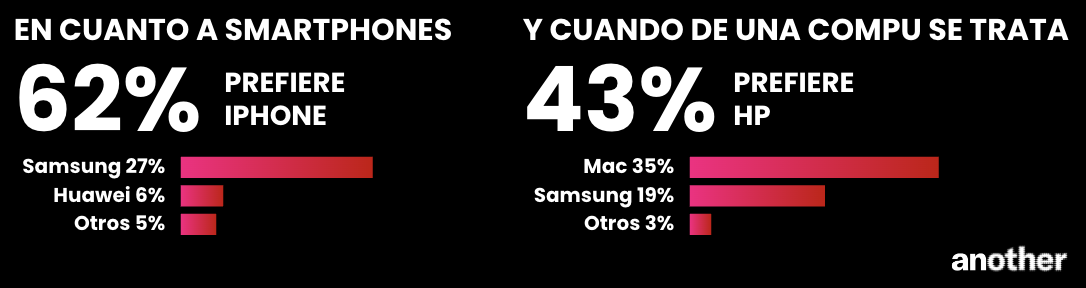 EN CUANTO A SMARTPHONES
62% PREFIERE
IPHONE
Samsung 27%
Huawei 6%
Otros 5%
Y CUANDO DE UNA COMPU SE TRATA
43% PREFIERE
HP
Mac 35%
Samsung 19%
Otros 3%
another